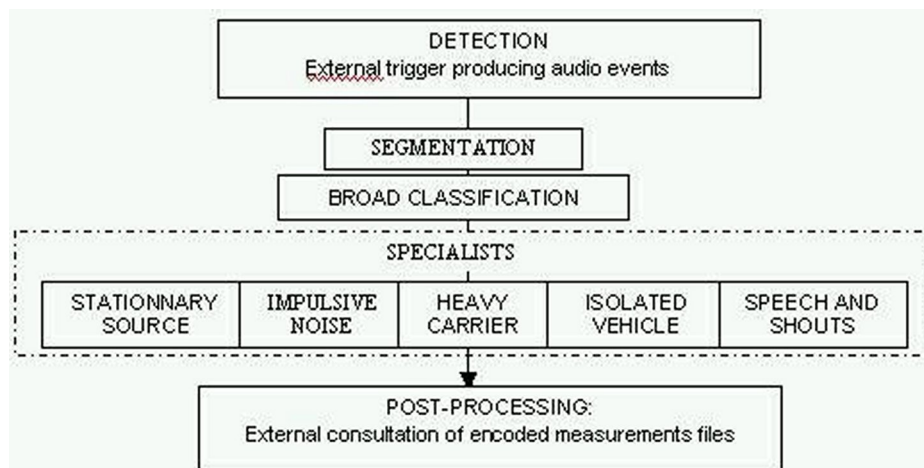 DETECTION
External trigger producing audio events
SEGMENTATION
BROAD CLASSIFICATION
SPECIALISTS
STATIONNARY
SOURCE
IMPULSIVE
NOISE
HEAVY
CARRIER
ISOLATED
VEHICLE
SPEECH AND
SHOUTS
POST-PROCESSING:
External consultation of encoded measurements files